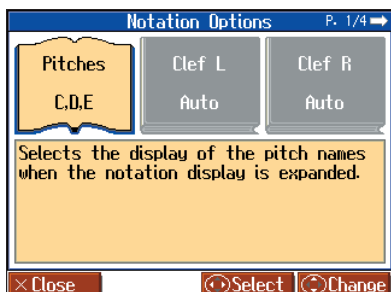 Notation Options P. 1/4
Pitches Clef L Clef R
C,D,E Auto Auto
Selects the display of the pitch names
when the notation display is expanded.
×Close Select Change